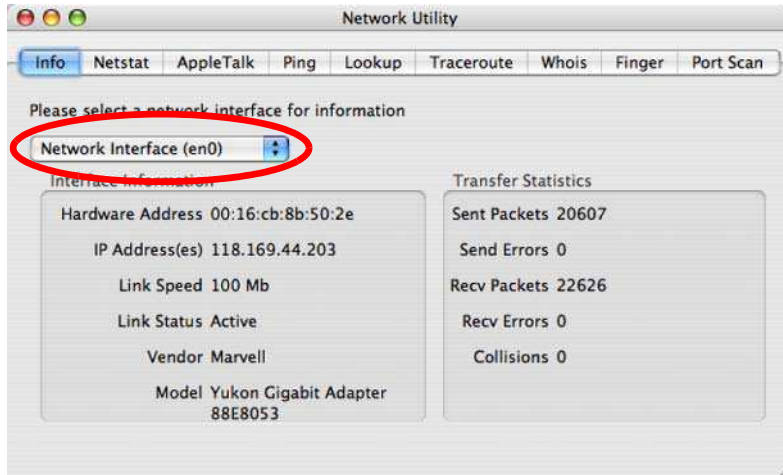 Network Utility
Info Netstat AppleTalk Ping Lookup Traceroute Whois Finger Port Scan
Please select a network interface for information
Network Interface (en0)
Interface Information
Hardware Address 00:16:cb:8b:50:2e
IP Address(es) 118.169.44.203
Link Speed 100 Mb
Link Status Active
Vendor Marvell
Model Yukon Gigabit Adapter
88E8053
Transfer Statistics
Sent Packets 20607
Send Errors 0
Recv Packets 22626
Recv Errors 0
Collisions 0